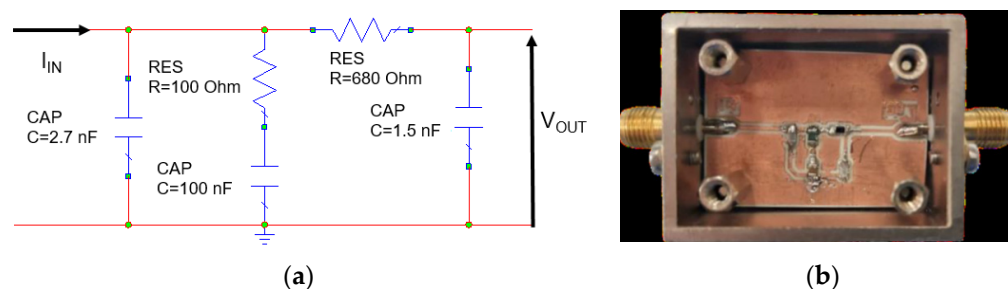 I_IN
RES
R=100 Ohm
RES
R=680 Ohm
CAP
C=2.7 nF
CAP
C=100 nF
CAP
C=1.5 nF
V_OUT
(a)
(b)